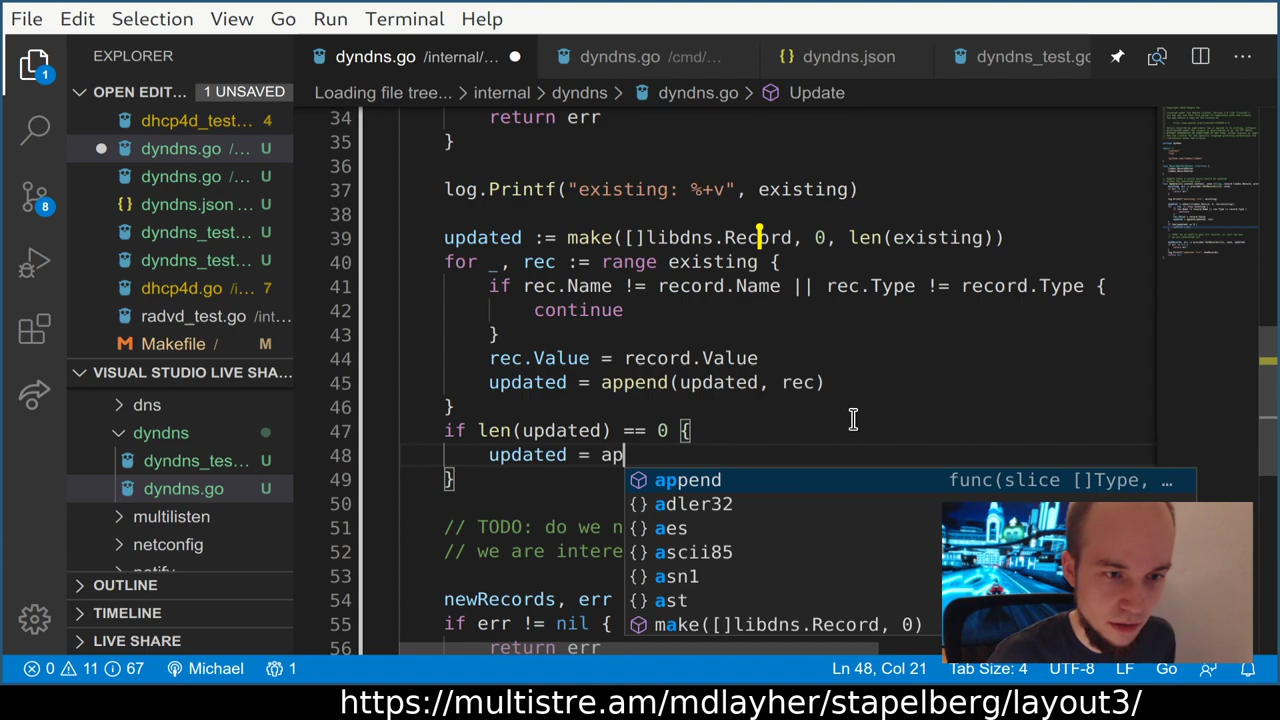 File Edit Selection View Go Run Terminal Help
EXPLORER
OPEN EDIT... 1 UNSAVED
dhcp4d_test... 4
dyndns.go /... U
dyndns.go /... U
dyndns.json ... U
dyndns_test... U
dyndns_test... U
dhcp4d.go /i... 7
radvd_test.go /int...
Makefile / M
VISUAL STUDIO LIVE SHA...
dns
dyndns
dyndns_tes... U
dyndns.go U
multilisten
netconfig
OUTLINE
TIMELINE
LIVE SHARE
1
8
dyndns.go /internal/... dyndns.go /cmd/... dyndns.json dyndns_test.gc
Loading file tree... > internal > dyndns > dyndns.go > Update
34 return err
35 }
36
37 log.Printf("existing: %+v", existing)
38
39 updated := make([]libdns.Record, 0, len(existing))
40 for _, rec := range existing {
41 if rec.Name != record.Name || rec.Type != record.Type {
42 continue
43 }
44 rec.Value = record.Value
45 updated = append(updated, rec)
46 }
47 if len(updated) == 0 {
48 updated = ap
49 }
50
51 // TODO: do we n
52 // we are intere
53
54 newRecords, err
55 if err != nil {
56 return err
append func(slice []Type, ...
{} adler32
{} aes
{} ascii85
{} asn1
{} ast
make([]libdns.Record, 0)
0 11 67 Michael 1 Ln 48, Col 21 Tab Size: 4 UTF-8 LF Go
https://multistre.am/mdlayher/stapelberg/layout3/